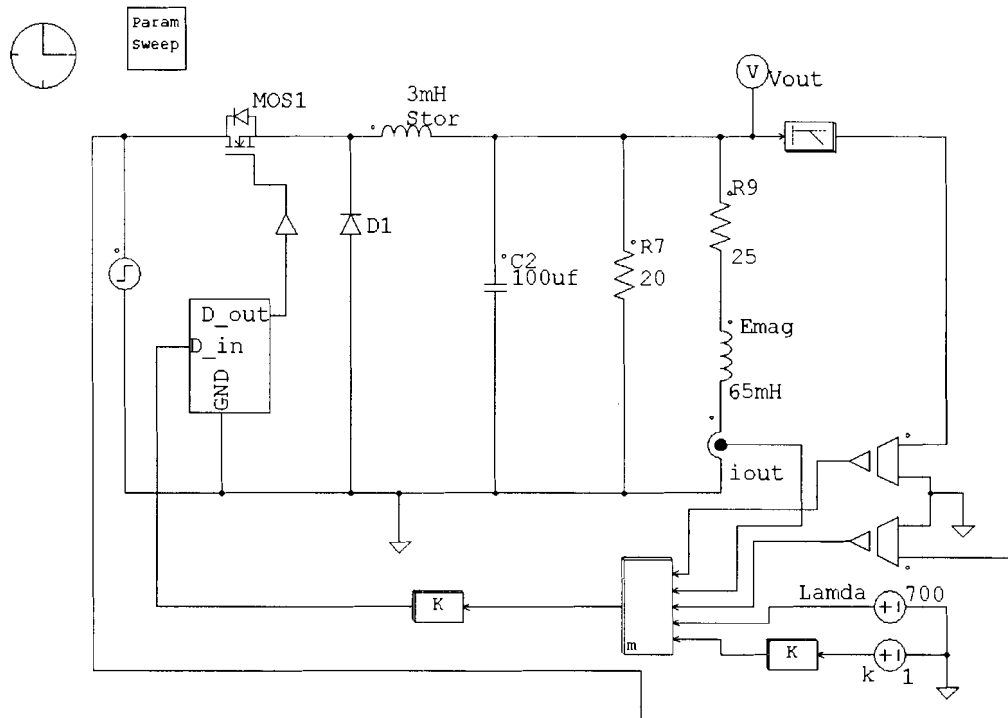 Param
Sweep
MOS1
3mH
Stor
V
Vout
R9
25
D1
C2
100uf
R7
20
D_out
D_in
GND
Emag
65mH
iout
K
m
Lamda
700
K
k
1